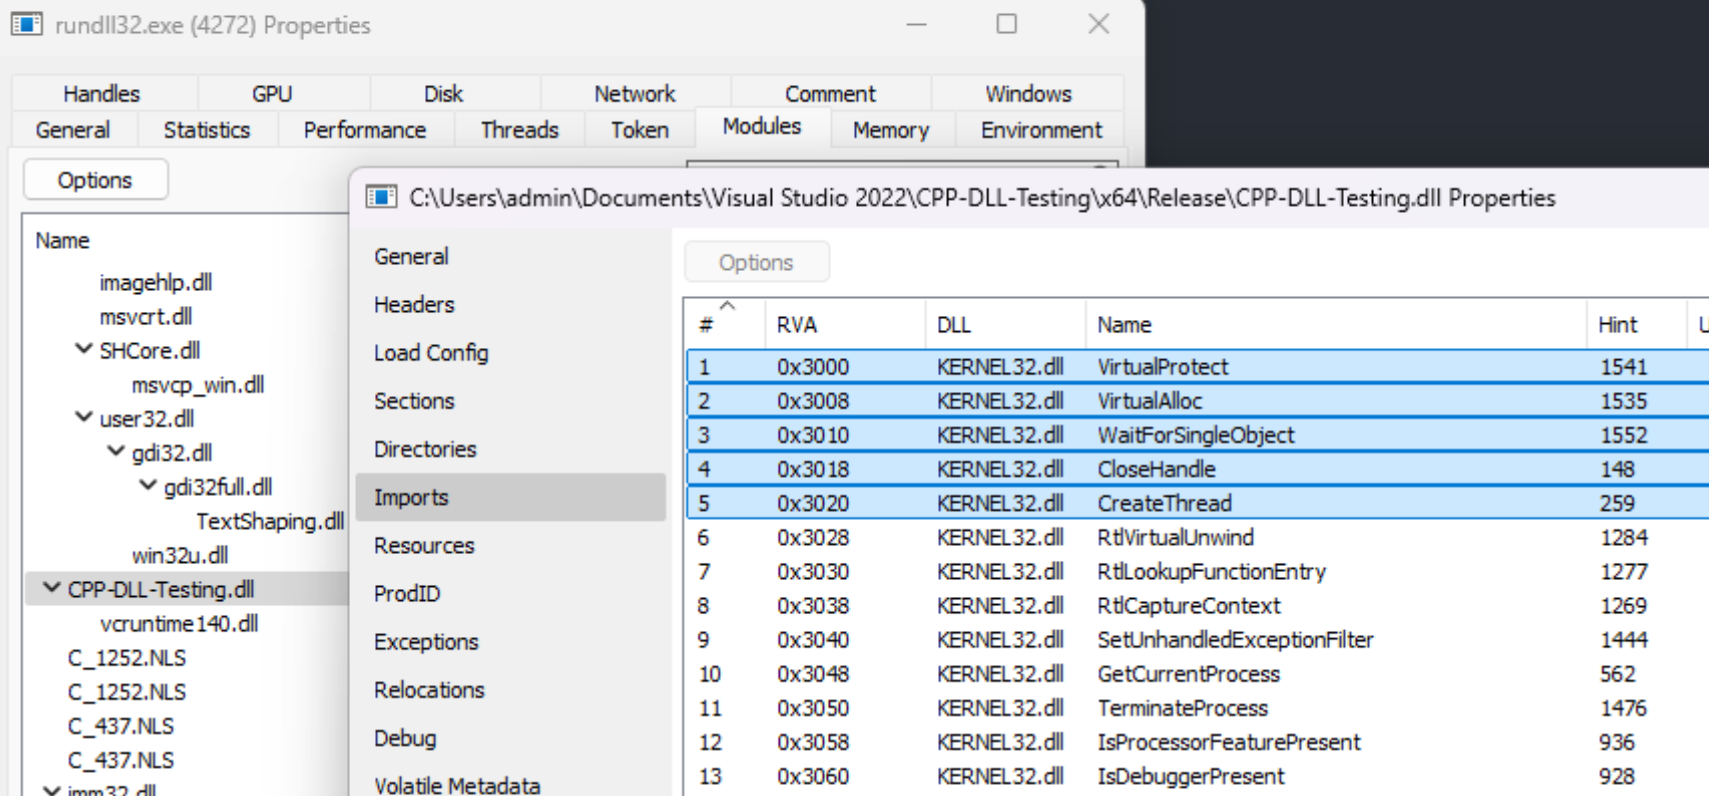 rundll32.exe (4272) Properties
Handles GPU Disk Network Comment Windows
General Statistics Performance Threads Token Modules Memory Environment
Options
Name
imagehlp.dll
msvcrt.dll
SHCore.dll
msvcp_win.dll
user32.dll
gdi32.dll
gdi32full.dll
TextShaping.dll
win32u.dll
CPP-DLL-Testing.dll
vcruntime140.dll
C_1252.NLS
C_1252.NLS
C_437.NLS
C_437.NLS
imm32.dll
C:\Users\admin\Documents\Visual Studio 2022\CPP-DLL-Testing\x64\Release\CPP-DLL-Testing.dll Properties
General
Headers
Load Config
Sections
Directories
Imports
Resources
ProdID
Exceptions
Relocations
Debug
Volatile Metadata
Options
# RVA DLL Name Hint U
1 0x3000 KERNEL32.dll VirtualProtect 1541
2 0x3008 KERNEL32.dll VirtualAlloc 1535
3 0x3010 KERNEL32.dll WaitForSingleObject 1552
4 0x3018 KERNEL32.dll CloseHandle 148
5 0x3020 KERNEL32.dll CreateThread 259
6 0x3028 KERNEL32.dll RtlVirtualUnwind 1284
7 0x3030 KERNEL32.dll RtlLookupFunctionEntry 1277
8 0x3038 KERNEL32.dll RtlCaptureContext 1269
9 0x3040 KERNEL32.dll SetUnhandledExceptionFilter 1444
10 0x3048 KERNEL32.dll GetCurrentProcess 562
11 0x3050 KERNEL32.dll TerminateProcess 1476
12 0x3058 KERNEL32.dll IsProcessorFeaturePresent 936
13 0x3060 KERNEL32.dll IsDebuggerPresent 928